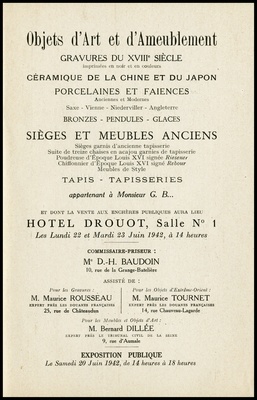 Objets d'Art et d'Ameublement
GRAVURES DU XVIIIe SIÈCLE
imprimées en noir et en couleurs
CÉRAMIQUE DE LA CHINE ET DU JAPON
PORCELAINES ET FAIENCES
Anciennes et Modernes
Saxe - Vienne - Niederviller - Angleterre
BRONZES - PENDULES - GLACES
SIÈGES ET MEUBLES ANCIENS
Sièges garnis d'ancienne tapisserie
Suite de treize chaises en acajou garnies de tapisserie
Poudreuse d'Époque Louis XVI signée Riesener
Chiffonnier d'Époque Louis XVI signé
Meubles de Style
TAPIS - TAPISSERIES
appartenant à Monsieur G. B...
ET DONT LA VENTE AUX ENCHÈRES PUBLIQUES AURA LIEU
HOTEL DROUOT, Salle No 1
Les Lundi 22 et Mardi 23 Juin 1942, à 14 heures
COMMISSAIRE-PRISEUR :
Me D.-H. BAUDOIN
10, rue de la Grange-Batelière
ASSISTÉ DE :
Pour les Gravures :
M. Maurice ROUSSEAU
EXPERT PRÈS LES DOUANES FRANÇAISES
25, rue de Châteaudun
Pour les Objets d'Extrême-Orient :
M. Maurice TOURNET
EXPERT PRÈS LES DOUANES FRANÇAISES
14, rue Chauveau-Lagarde
Pour les Meubles et Objets d'Art :
M. Bernard DILLÉE
EXPERT PRÈS LE TRIBUNAL CIVIL DE LA SEINE
9, rue d'Aumale
EXPOSITION PUBLIQUE
Le Samedi 20 Juin 1942, de 14 heures à 18 heures